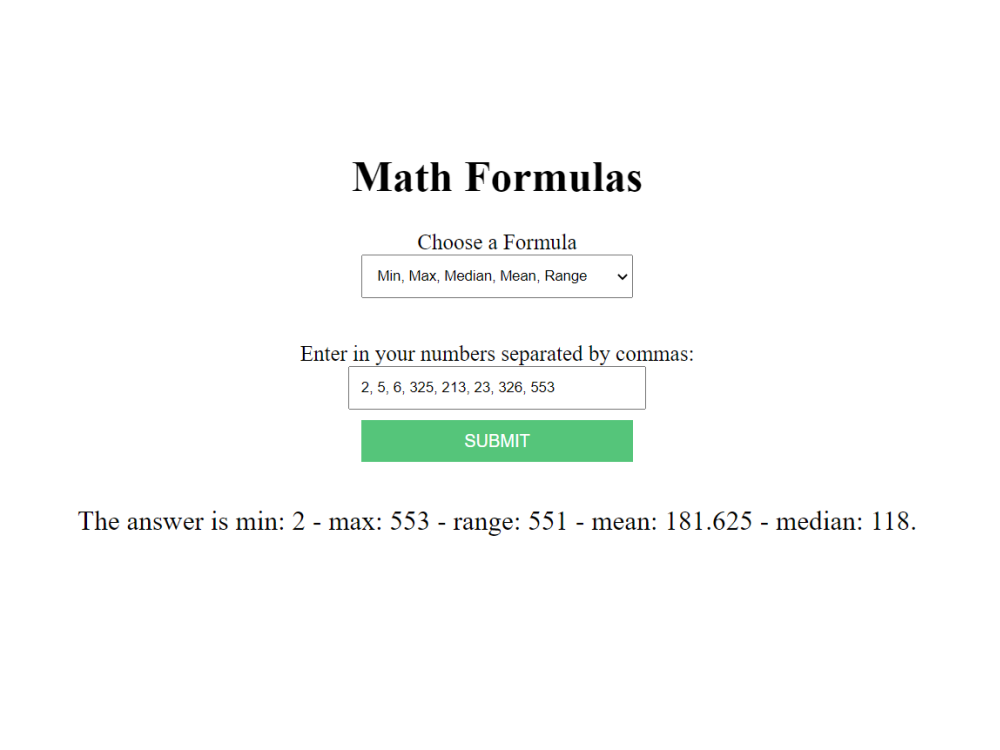 Math Formulas
Choose a Formula
Min, Max, Median, Mean, Range
Enter in your numbers separated by commas:
2, 5, 6, 325, 213, 23, 326, 553
SUBMIT
The answer is min: 2 - max: 553 - range: 551 - mean: 181.625 - median: 118.